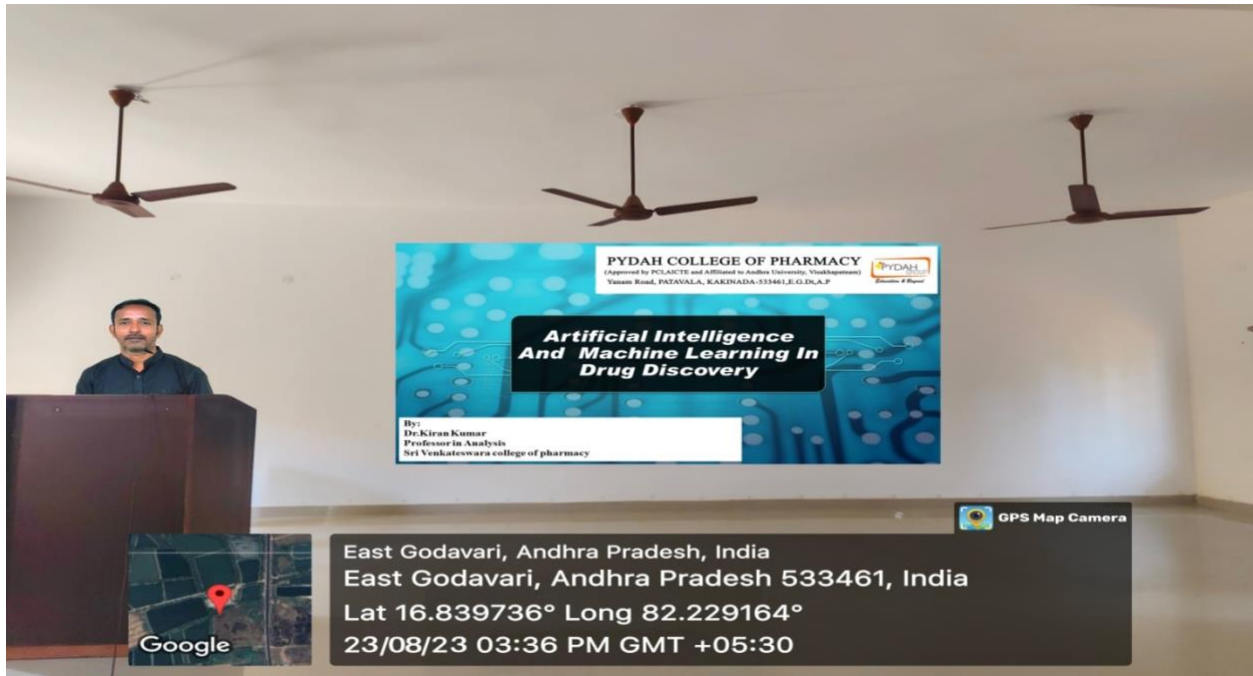 PYDAH COLLEGE OF PHARMACY
(Approved by PCI,AICTE and Affiliated to Andhra University, Visakhapatnam)
Yanam Road, PATAVALA, KAKINADA-533461,E.G.Dt,A.P
PYDAH
GROUP
Education & Beyond
Artificial Intelligence
And Machine Learning In
Drug Discovery
By:
Dr.Kiran Kumar
Professor in Analysis
Sri Venkateswara college of pharmacy
GPS Map Camera
East Godavari, Andhra Pradesh, India
East Godavari, Andhra Pradesh 533461, India
Lat 16.839736° Long 82.229164°
23/08/23 03:36 PM GMT +05:30
Google